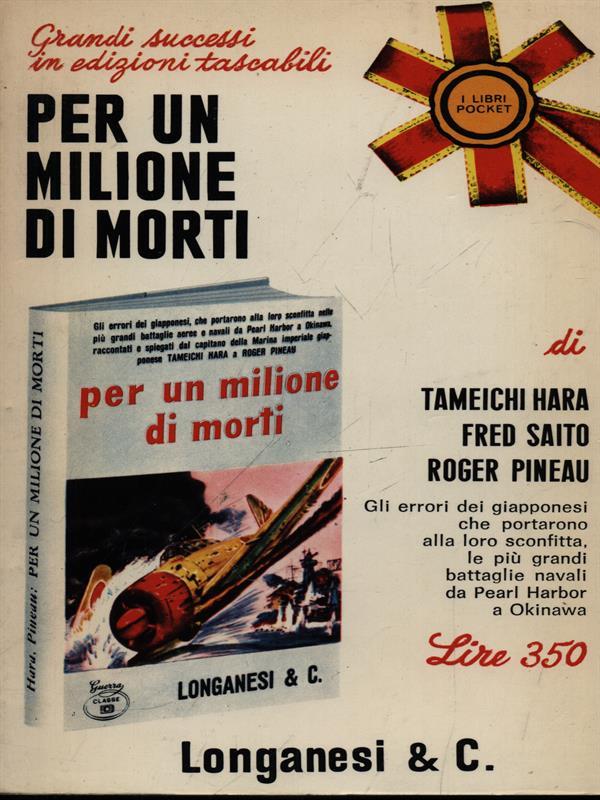 Grandi successi
in edizioni tascabili
I LIBRI
POCKET
PER UN
MILIONE
DI MORTI
Gli errori dei giapponesi, che portarono alla loro sconfitta nelle
più grandi battaglie aeree e navali da Pearl Harbor a Okinawa,
raccontati e spiegati dal capitano della Marina imperiale giap-
ponese TAMEICHI HARA a ROGER PINEAU
per un milione
di morti
Hara, Pineau: PER UN MILIONE DI MORTI
Guerra
CLASSE
LONGANESI & C.
di
TAMEICHI HARA
FRED SAITO
ROGER PINEAU
Gli errori dei giapponesi
che portarono
alla loro sconfitta,
le più grandi
battaglie navali
da Pearl Harbor
a Okinawa
Lire 350
Longanesi & C.